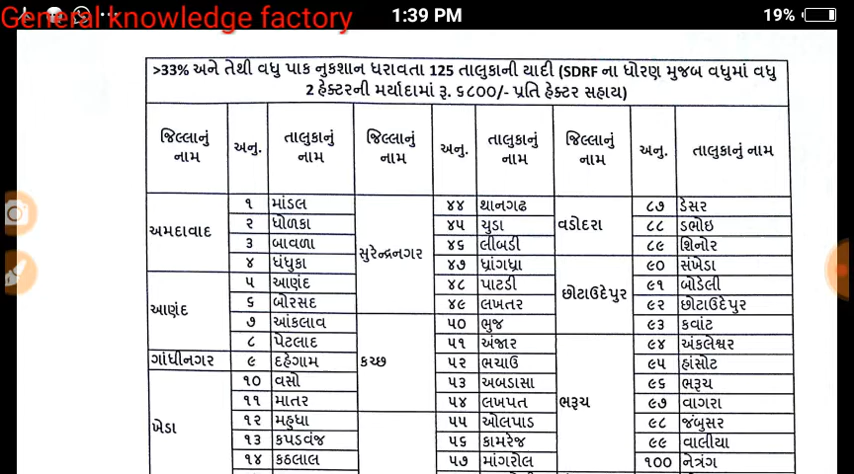 General knowledge factory
1:39 PM
19%
>33% અને તેથી વધુ પાક નુકશાન ધરાવતા 125 તાલુકાની યાદી (SDRF ના ધોરણ મુજબ વધુમાં વધુ
2 હેક્ટરની મર્યાદામાં રૂ. ૬૮૦૦/- પ્રતિ હેક્ટર સહાય)
જિલ્લાનું નામ અનુ. તાલુકાનું નામ જિલ્લાનું નામ અનુ. તાલુકાનું નામ જિલ્લાનું નામ અનુ. તાલુકાનું નામ
અમદાવાદ ૧ માંડલ સુરેન્દ્રનગર ૪૪ થાનગઢ વડોદરા ૮૭ ડેસર
૨ ધોળકા ૪૫ ચુડા ૮૮ ડભોઇ
૩ બાવળા ૪૬ લીંબડી ૮૯ શિનોર
૪ ધંધુકા ૪૭ ધ્રાંગધ્રા છોટાઉદેપુર ૯૦ સંખેડા
આણંદ ૫ આણંદ ૪૮ પાટડી ૯૧ બોડેલી
૬ બોરસદ ૪૯ લખતર ૯૨ છોટાઉદેપુર
૭ આંકલાવ કચ્છ ૫૦ ભુજ ૯૩ કવાંટ
૮ પેટલાદ ૫૧ અંજાર ભરૂચ ૯૪ અંકલેશ્વર
ગાંધીનગર ૯ દહેગામ ૫૨ ભચાઉ ૯૫ હાંસોટ
ખેડા ૧૦ વસો ૫૩ અબડાસા ૯૬ ભરૂચ
૧૧ માતર ૫૪ લખપત ૯૭ વાગરા
૧૨ મહુધા ૫૫ ઓલપાડ ૯૮ જંબુસર
૧૩ કપડવંજ ૫૬ કામરેજ ૯૯ વાલીયા
૧૪ કઠલાલ ૫૭ માંગરોલ ૧૦૦ નેત્રંગ